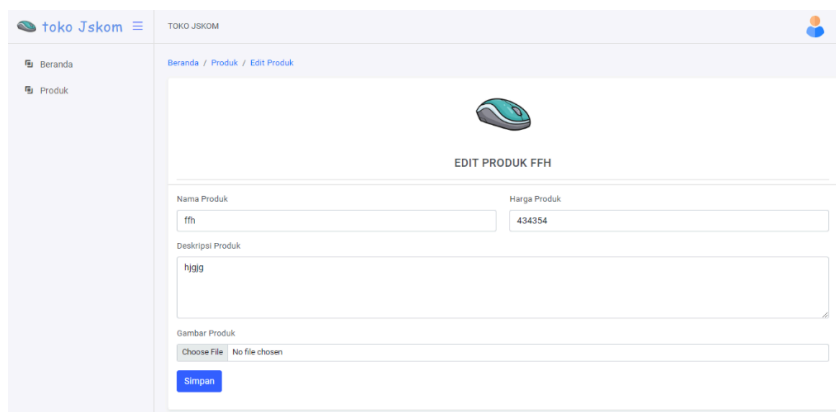 toko Jskom
TOKO JSKOM
Beranda
Produk
Beranda / Produk / Edit Produk
EDIT PRODUK FFH
Nama Produk
Harga Produk
ffh
434354
Deskripsi Produk
hjgjg
Gambar Produk
Choose File No file chosen
Simpan